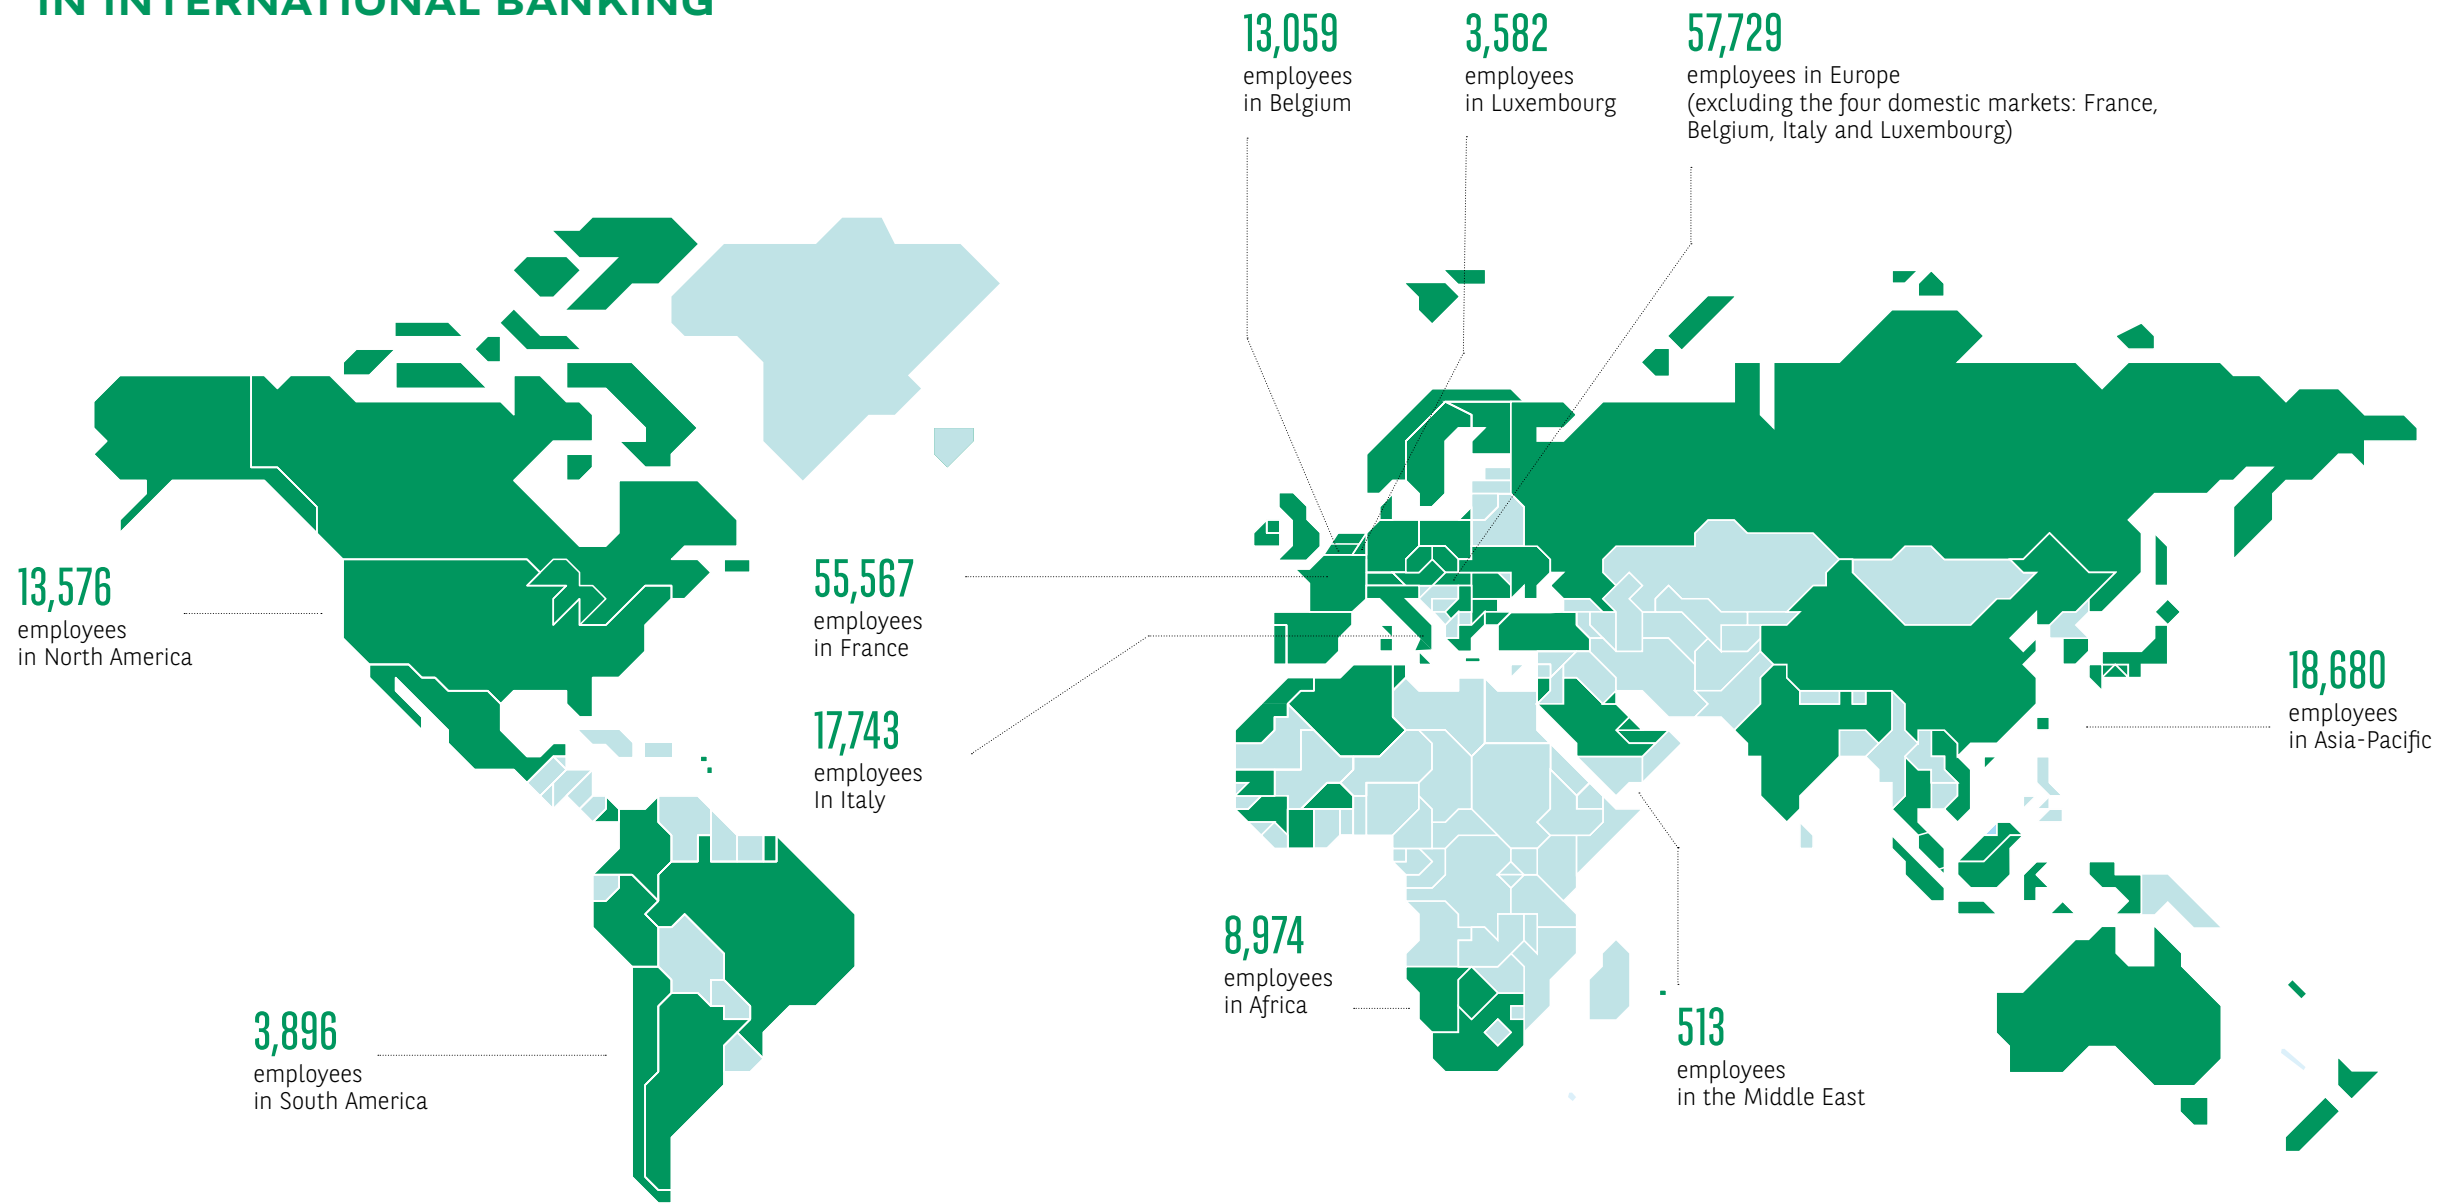 IN INTERNATIONAL BANKING
13,059
employees
in Belgium
3,582
employees
in Luxembourg
57,729
employees in Europe
(excluding the four domestic markets: France,
Belgium, Italy and Luxembourg)
13,576
employees
in North America
55,567
employees
in France
17,743
employees
In Italy
18,680
employees
in Asia-Pacific
8,974
employees
in Africa
513
employees
in the Middle East
3,896
employees
in South America